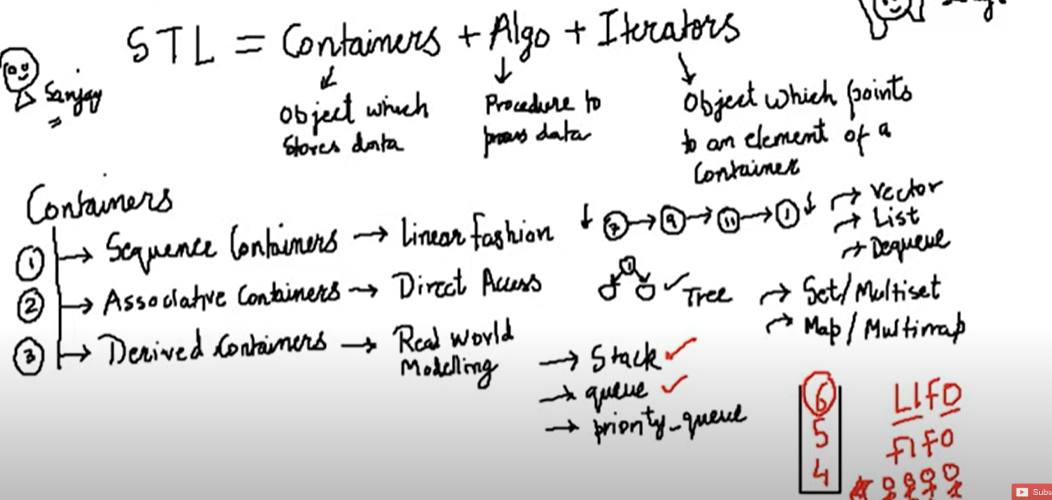 STL = Containers + Algo + Iterators
Sanjay
Object which
stores data
Procedure to
process data
Object which points
to an element of a
Container
Containers
① → Sequence Containers → Linear fashion ↓ 7 → 9 → 11 → 1 ↓
→ Vector
→ List
→ Dequeue
② → Associative Containers → Direct Access
1
✓ Tree
→ Set/Multiset
→ Map/Multimap
③ → Derived Containers → Real World
Modelling
→ Stack ✓
→ queue ✓
→ priority_queue
6
5
4
LIFO
FIFO
Subs